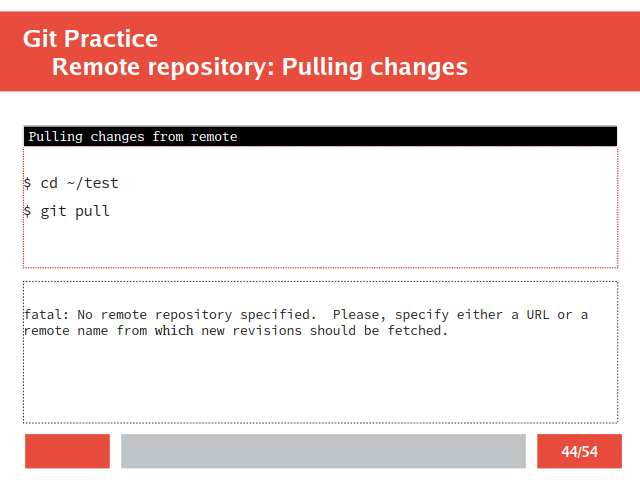 Git Practice
Remote repository: Pulling changes
Pulling changes from remote
$ cd ~/test
$ git pull
fatal: No remote repository specified.  Please, specify either a URL or a
remote name from which new revisions should be fetched.
44/54